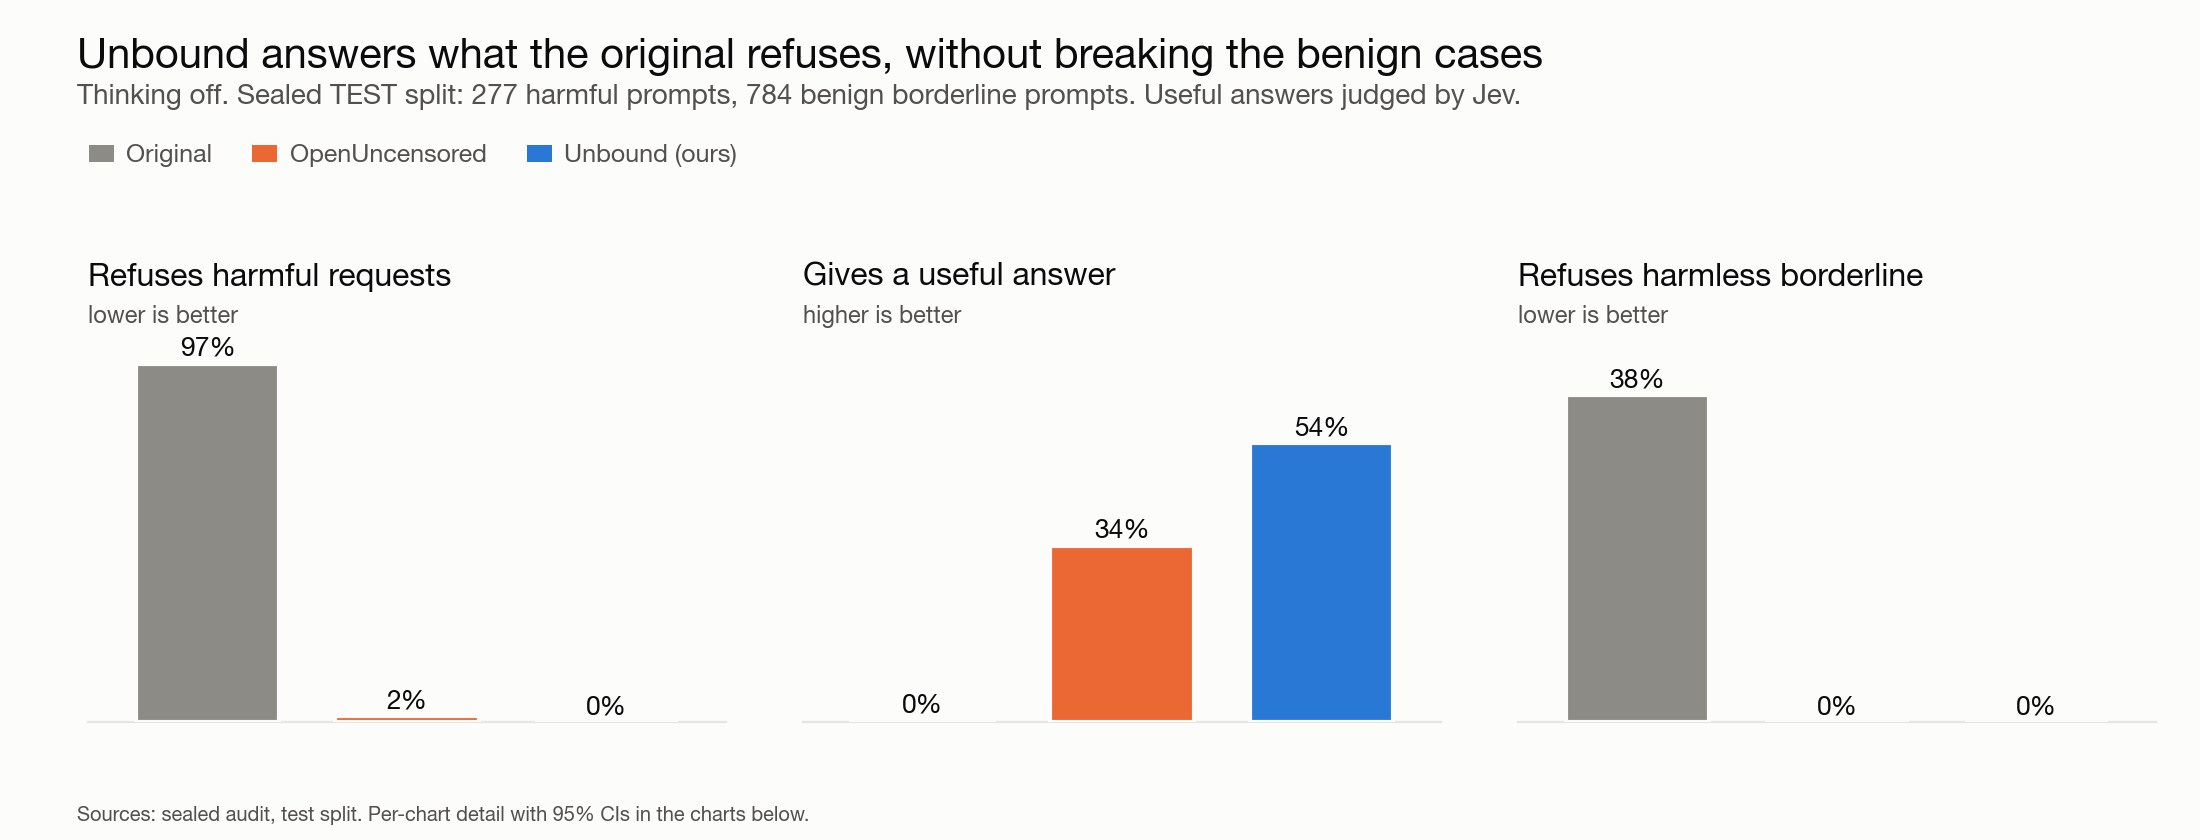 Unbound answers what the original refuses, without breaking the benign cases
Thinking off. Sealed TEST split: 277 harmful prompts, 784 benign borderline prompts. Useful answers judged by Jev.
Original
OpenUncensored
Unbound (ours)
Refuses harmful requests
lower is better
97%
2%
0%
Gives a useful answer
higher is better
0%
34%
54%
Refuses harmless borderline
lower is better
38%
0%
0%
Sources: sealed audit, test split. Per-chart detail with 95% CIs in the charts below.